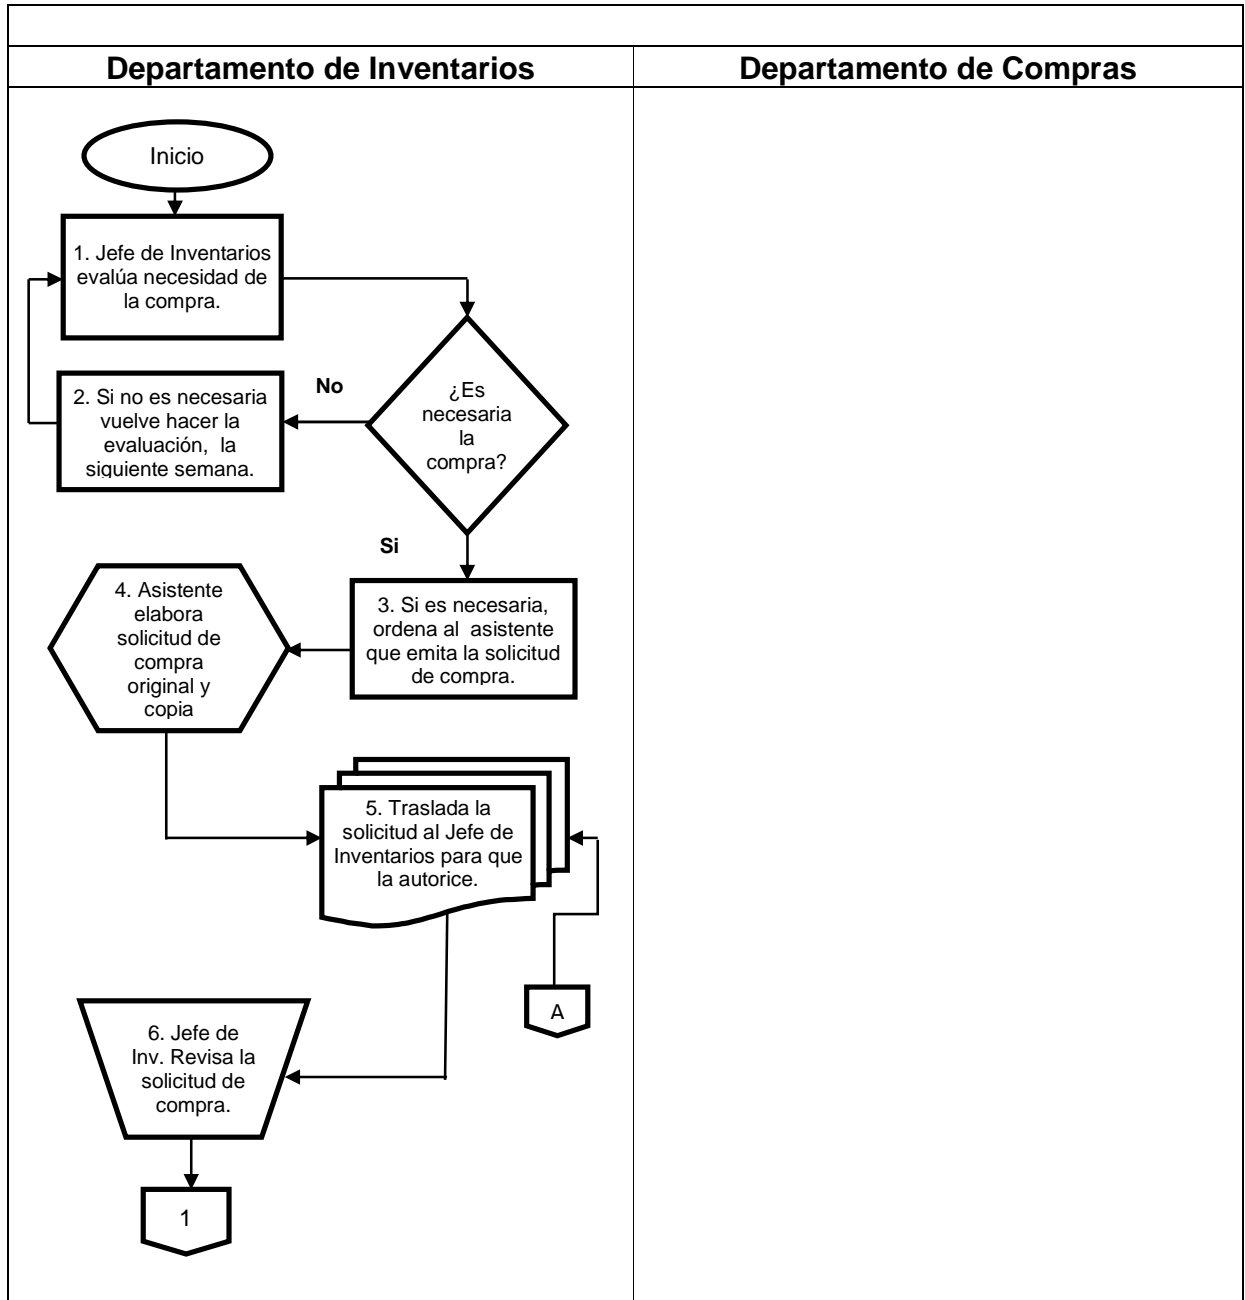 Departamento de Inventarios
Departamento de Compras
Inicio
1. Jefe de Inventarios
evalúa necesidad de
la compra.
No
2. Si no es necesaria
vuelve hacer la
evaluación, la
siguiente semana.
¿Es
necesaria
la
compra?
Si
3. Si es necesaria,
ordena al asistente
que emita la solicitud
de compra.
4. Asistente
elabora
solicitud de
compra
original y
copia
5. Traslada la
solicitud al Jefe de
Inventarios para que
la autorice.
A
6. Jefe de
Inv. Revisa la
solicitud de
compra.
1